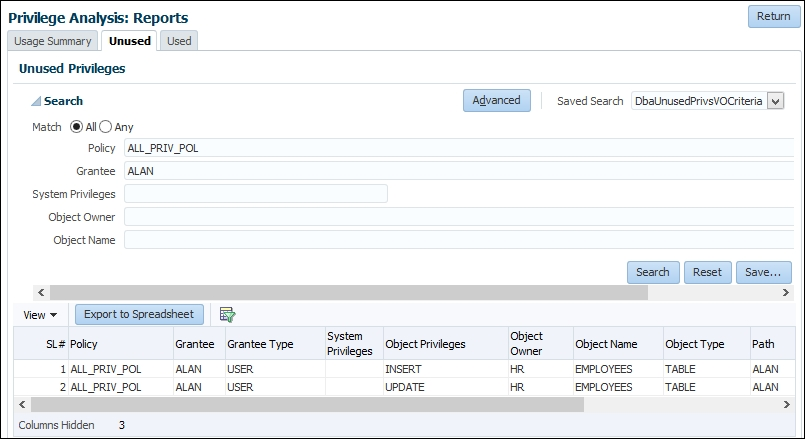 Privilege Analysis: Reports
Return
Usage Summary Unused Used
Unused Privileges
Search
Advanced Saved Search DbaUnusedPrivsVOCriteria
Match All Any
Policy ALL_PRIV_POL
Grantee ALAN
System Privileges
Object Owner
Object Name
Search Reset Save...
View Export to Spreadsheet
SL# Policy Grantee Grantee Type System Privileges Object Privileges Object Owner Object Name Object Type Path
1 ALL_PRIV_POL ALAN USER INSERT HR EMPLOYEES TABLE ALAN
2 ALL_PRIV_POL ALAN USER UPDATE HR EMPLOYEES TABLE ALAN
Columns Hidden 3